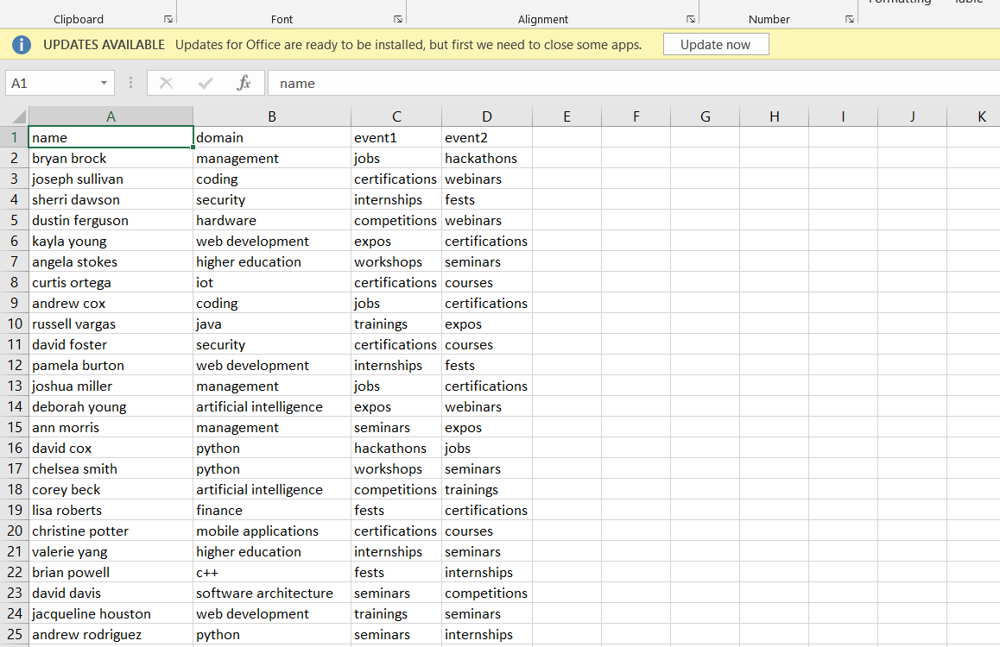 Formatting Table
Clipboard Font Alignment Number
UPDATES AVAILABLE Updates for Office are ready to be installed, but first we need to close some apps. Update now
A1 fx name
A B C D E F G H I J K
1 name domain event1 event2
2 bryan brock management jobs hackathons
3 joseph sullivan coding certifications webinars
4 sherri dawson security internships fests
5 dustin ferguson hardware competitions webinars
6 kayla young web development expos certifications
7 angela stokes higher education workshops seminars
8 curtis ortega iot certifications courses
9 andrew cox coding jobs certifications
10 russell vargas java trainings expos
11 david foster security certifications courses
12 pamela burton web development internships fests
13 joshua miller management jobs certifications
14 deborah young artificial intelligence expos webinars
15 ann morris management seminars expos
16 david cox python hackathons jobs
17 chelsea smith python workshops seminars
18 corey beck artificial intelligence competitions trainings
19 lisa roberts finance fests certifications
20 christine potter mobile applications certifications courses
21 valerie yang higher education internships seminars
22 brian powell c++ fests internships
23 david davis software architecture seminars competitions
24 jacqueline houston web development trainings seminars
25 andrew rodriguez python seminars internships